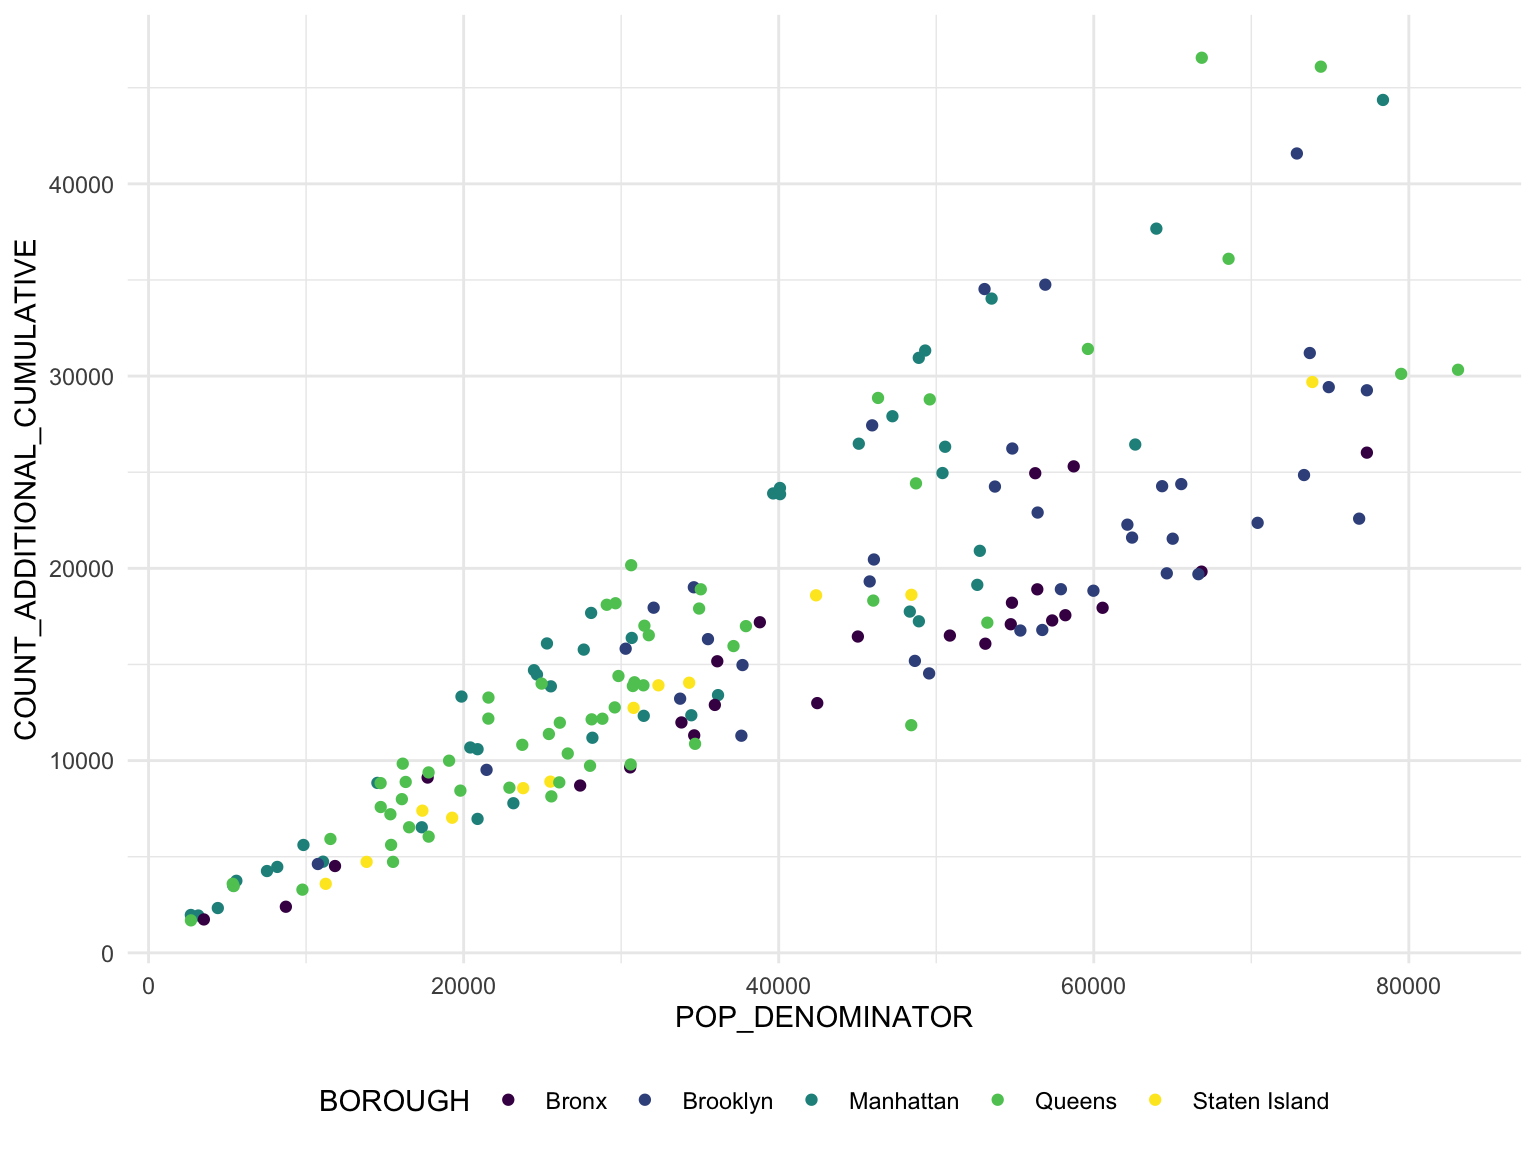 COUNT_ADDITIONAL_CUMULATIVE
40000
30000
20000
10000
0
0 20000 40000 60000 80000
POP_DENOMINATOR
BOROUGH Bronx Brooklyn Manhattan Queens Staten Island